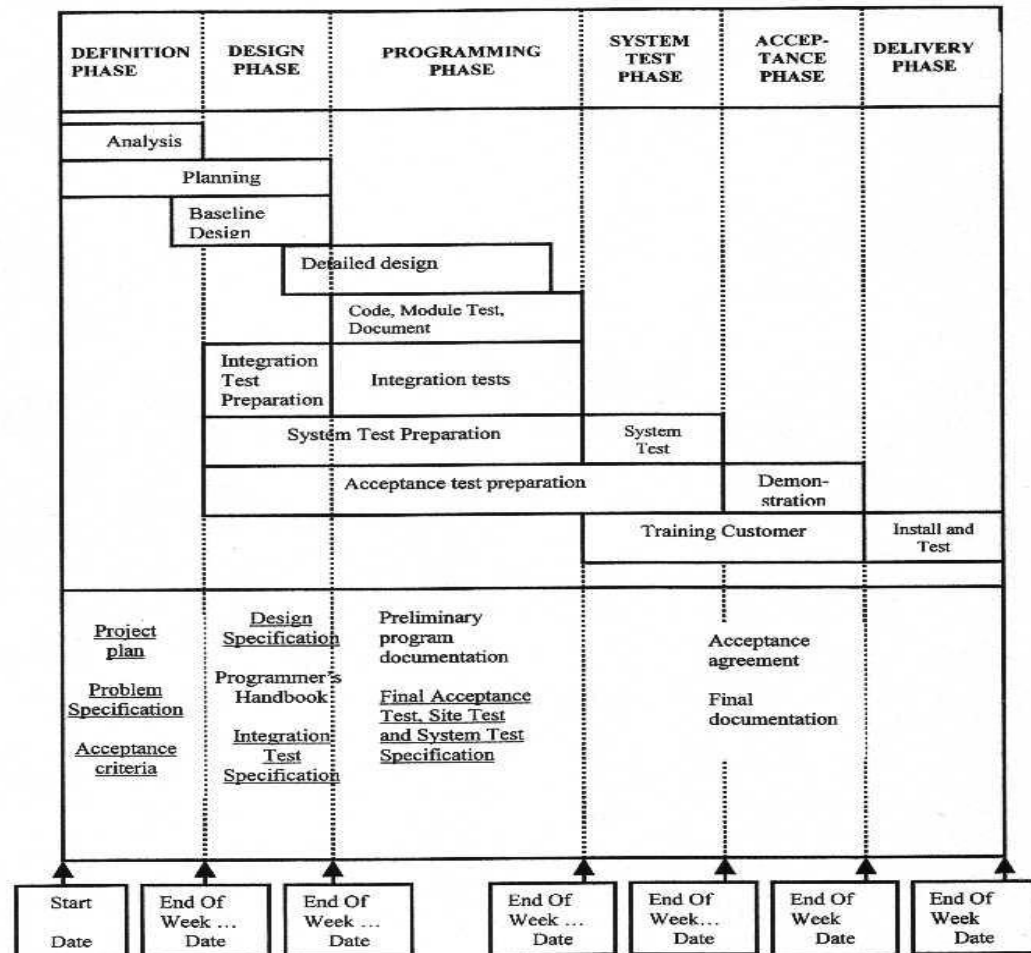 DEFINITION
PHASE
DESIGN
PHASE
PROGRAMMING
PHASE
SYSTEM
TEST
PHASE
ACCEP-
TANCE
PHASE
DELIVERY
PHASE
Analysis
Planning
Baseline
Design
Detailed design
Code, Module Test,
Document
Integration
Test
Preparation
Integration tests
System Test Preparation
System
Test
Acceptance test preparation
Demon-
stration
Training Customer
Install and
Test
Project
plan
Problem
Specification
Acceptance
criteria
Design
Specification
Programmer's
Handbook
Integration
Test
Specification
Preliminary
program
documentation
Final Acceptance
Test, Site Test
and System Test
Specification
Acceptance
agreement
Final
documentation
Start
Date
End Of
Week ...
Date
End Of
Week ...
Date
End Of
Week ...
Date
End Of
Week...
Date
End Of
Week
Date
End Of
Week
Date